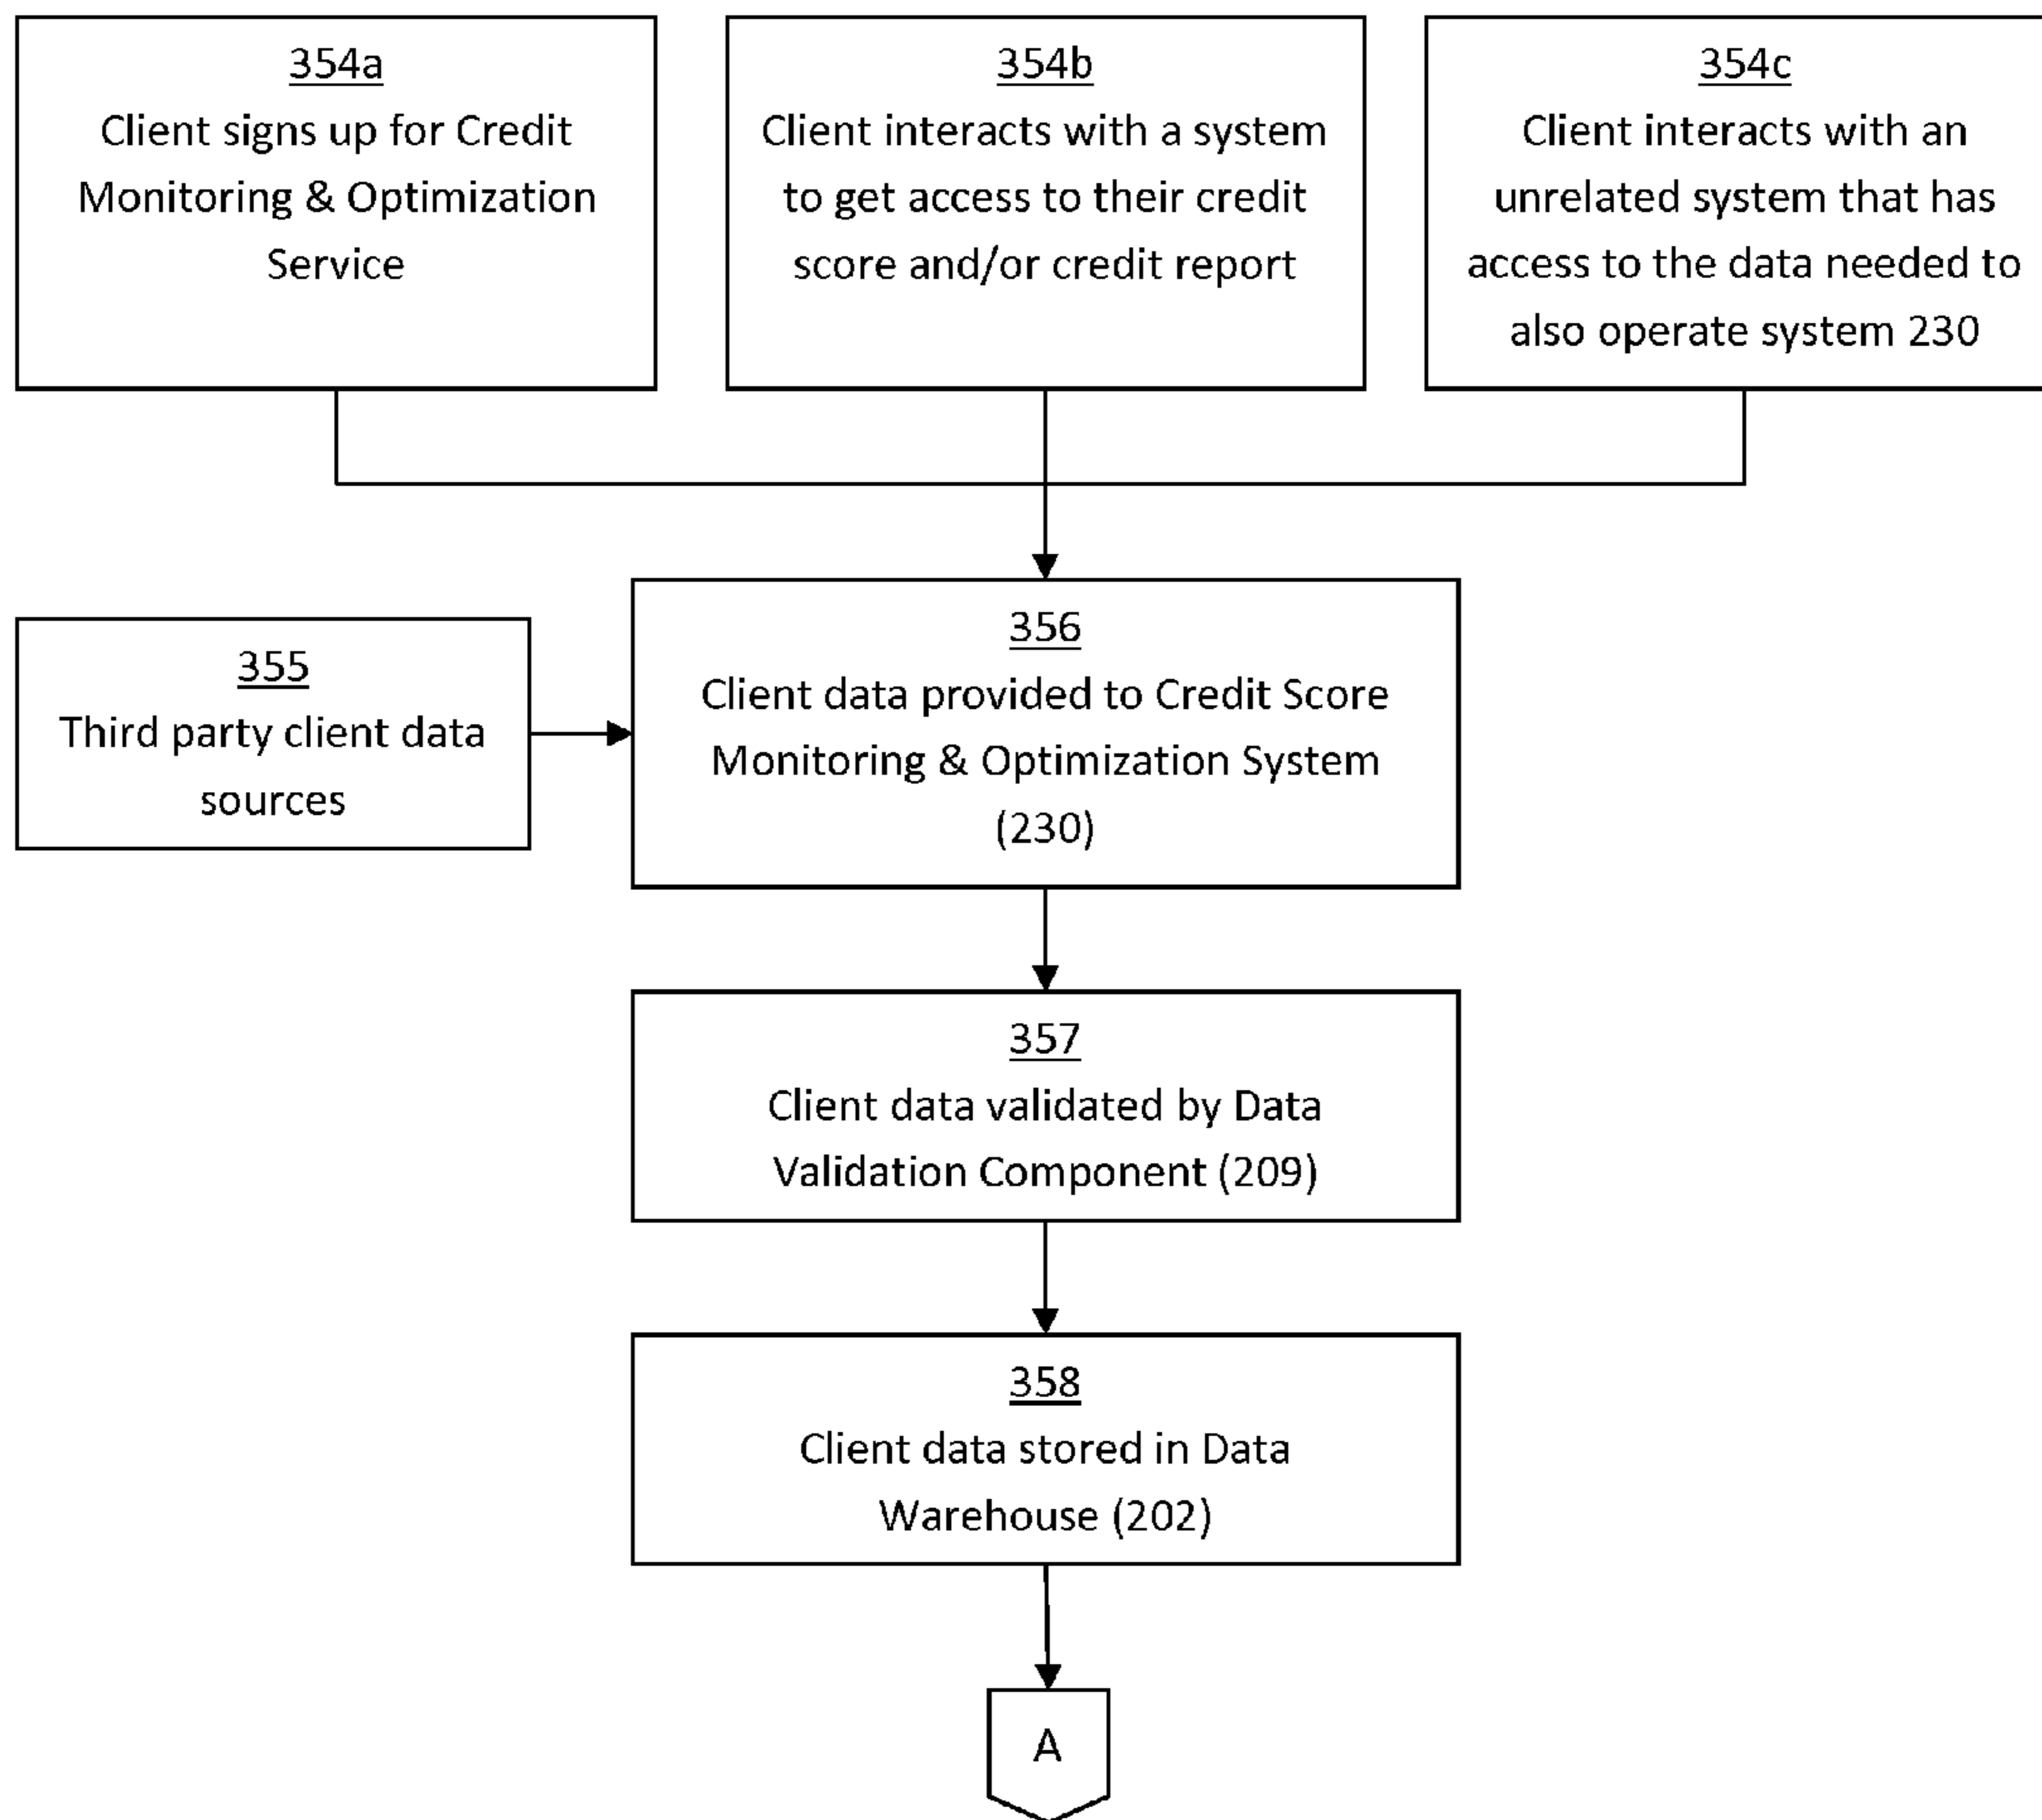 354a
Client signs up for Credit
Monitoring & Optimization
Service
354b
Client interacts with a system
to get access to their credit
score and/or credit report
354c
Client interacts with an
unrelated system that has
access to the data needed to
also operate system 230
355
Third party client data
sources
356
Client data provided to Credit Score
Monitoring & Optimization System
(230)
357
Client data validated by Data
Validation Component (209)
358
Client data stored in Data
Warehouse (202)
A